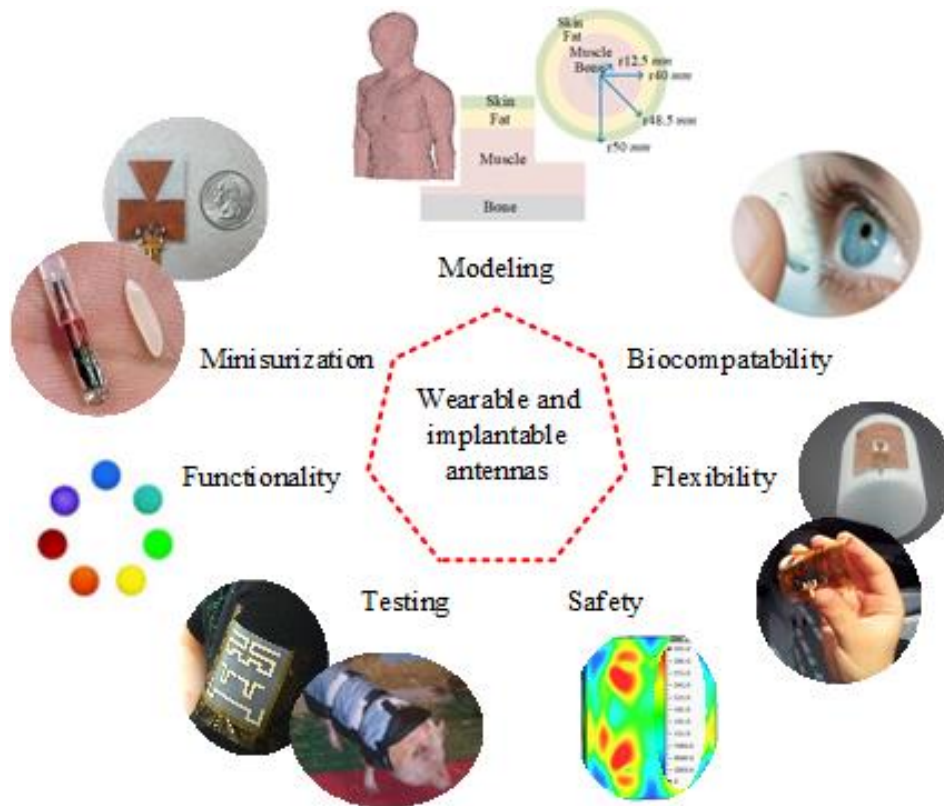 Skin
Fat
Muscle
Bone
r12.5 mm
r40 mm
r48.5 mm
r50 mm
Skin
Fat
Muscle
Bone
Modeling
Minisurization
Biocompatability
Wearable and
implantable
antennas
Functionality
Flexibility
Testing
Safety